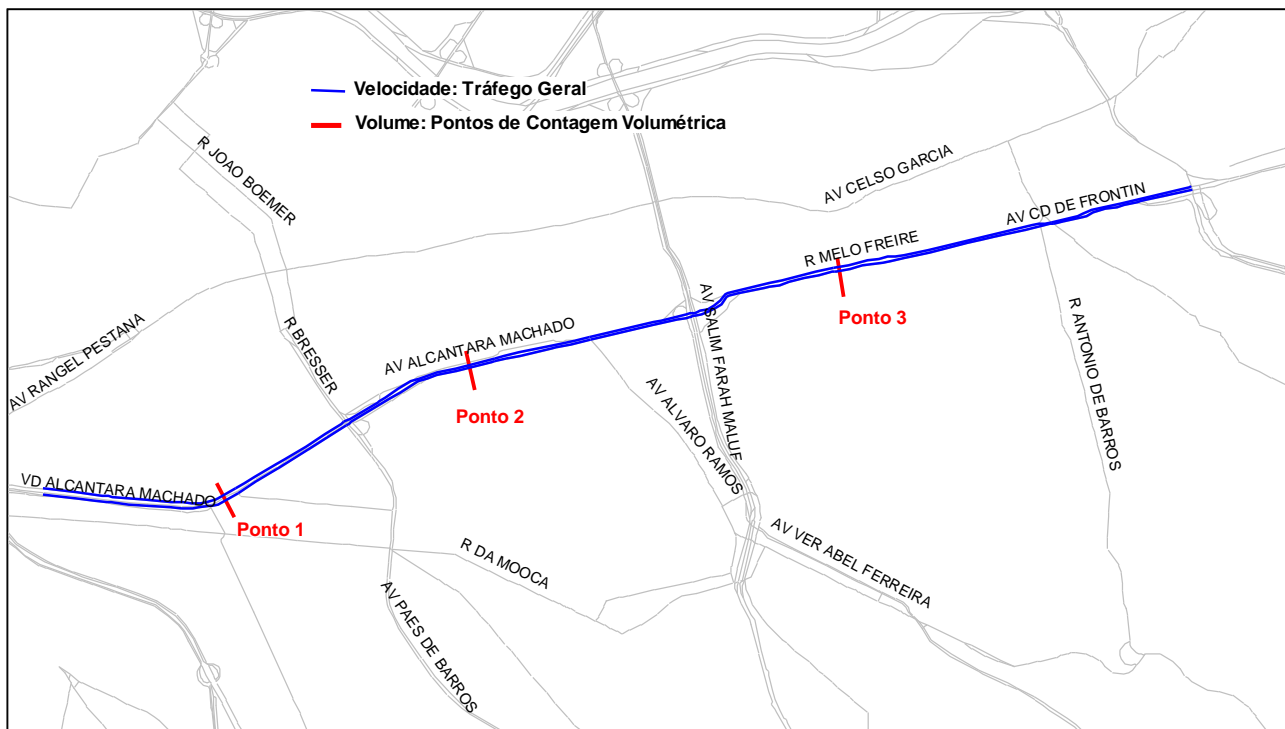 Velocidade: Tráfego Geral
Volume: Pontos de Contagem Volumétrica
R JOAO BOEMER
AV CELSO GARCIA
AV CD DE FRONTIN
R MELO FREIRE
Ponto 3
AV SALIM FARAH MALUF
R ANTONIO DE BARROS
AV RANGEL PESTANA
R BRESSER
AV ALCANTARA MACHADO
Ponto 2
AV ALVARO RAMOS
VD ALCANTARA MACHADO
Ponto 1
R DA MOOCA
AV VER ABEL FERREIRA
AV PAES DE BARROS